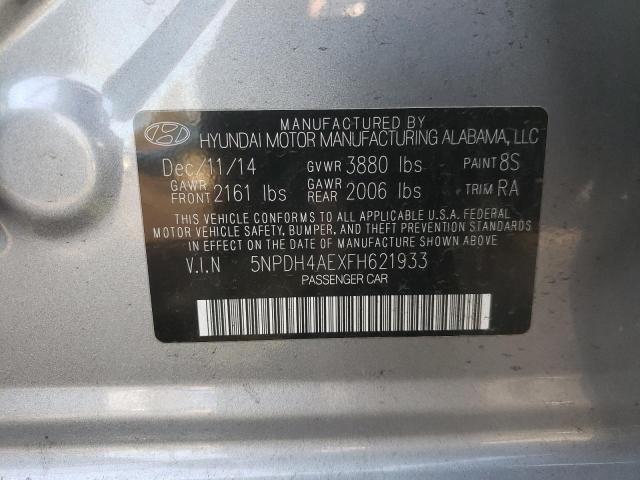 MANUFACTURED BY
HYUNDAI MOTOR MANUFACTURING ALABAMA, LLC
Dec/11/14 GVWR 3880 lbs PAINT 8S
GAWR FRONT 2161 lbs GAWR REAR 2006 lbs TRIM RA
THIS VEHICLE CONFORMS TO ALL APPLICABLE U.S.A. FEDERAL
MOTOR VEHICLE SAFETY, BUMPER, AND THEFT PREVENTION STANDARDS
IN EFFECT ON THE DATE OF MANUFACTURE SHOWN ABOVE.
V.I.N 5NPDH4AEXFH621933
PASSENGER CAR